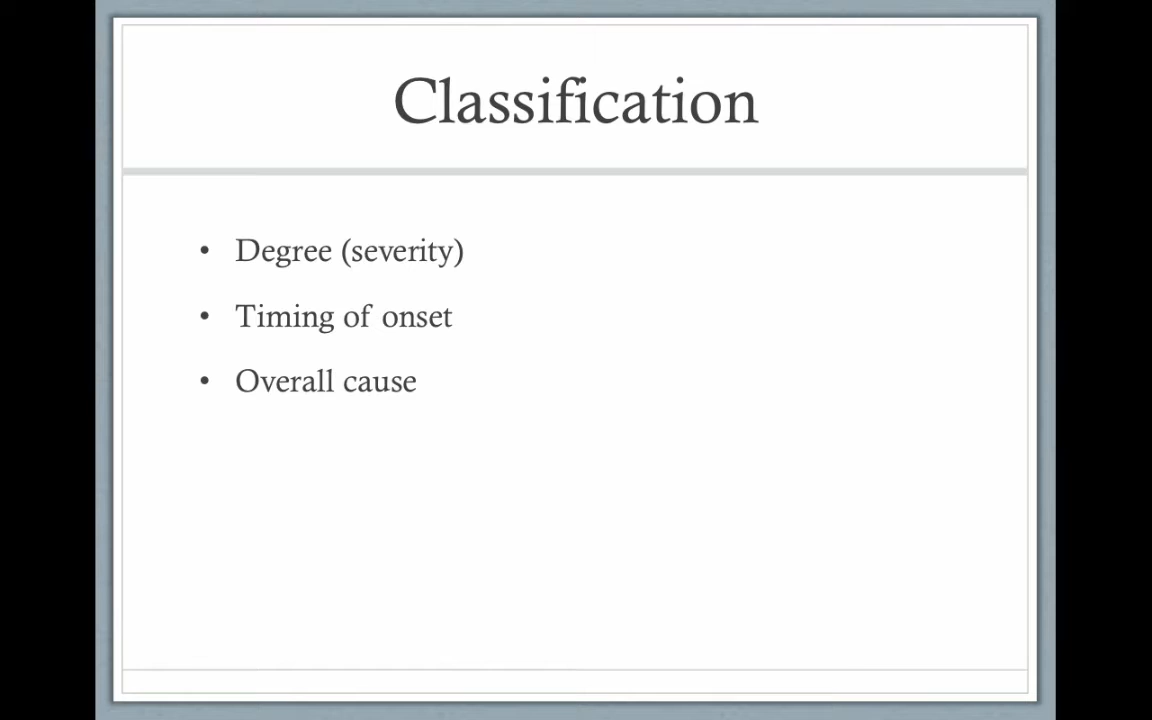 Classification
• Degree (severity)
• Timing of onset
• Overall cause